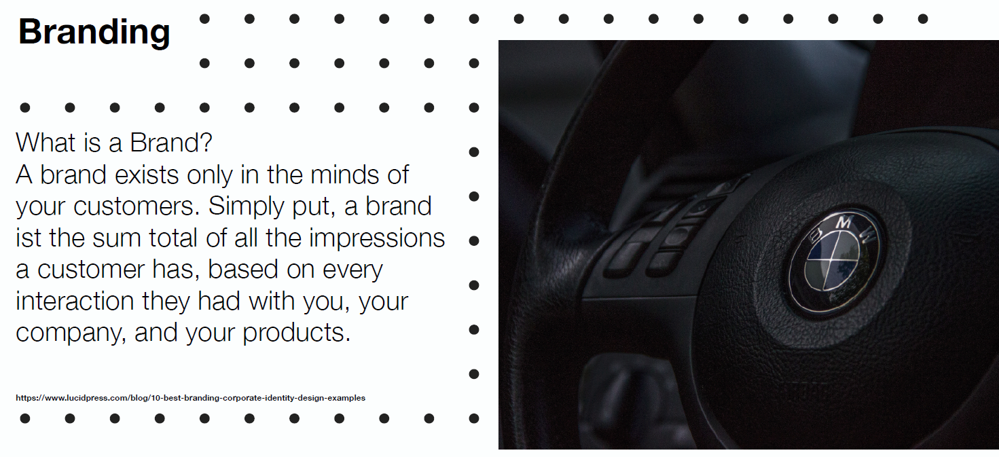 Branding
What is a Brand?
A brand exists only in the minds of
your customers. Simply put, a brand
ist the sum total of all the impressions
a customer has, based on every
interaction they had with you, your
company, and your products.
https://www.lucidpress.com/blog/10-best-branding-corporate-identity-design-examples
BMW